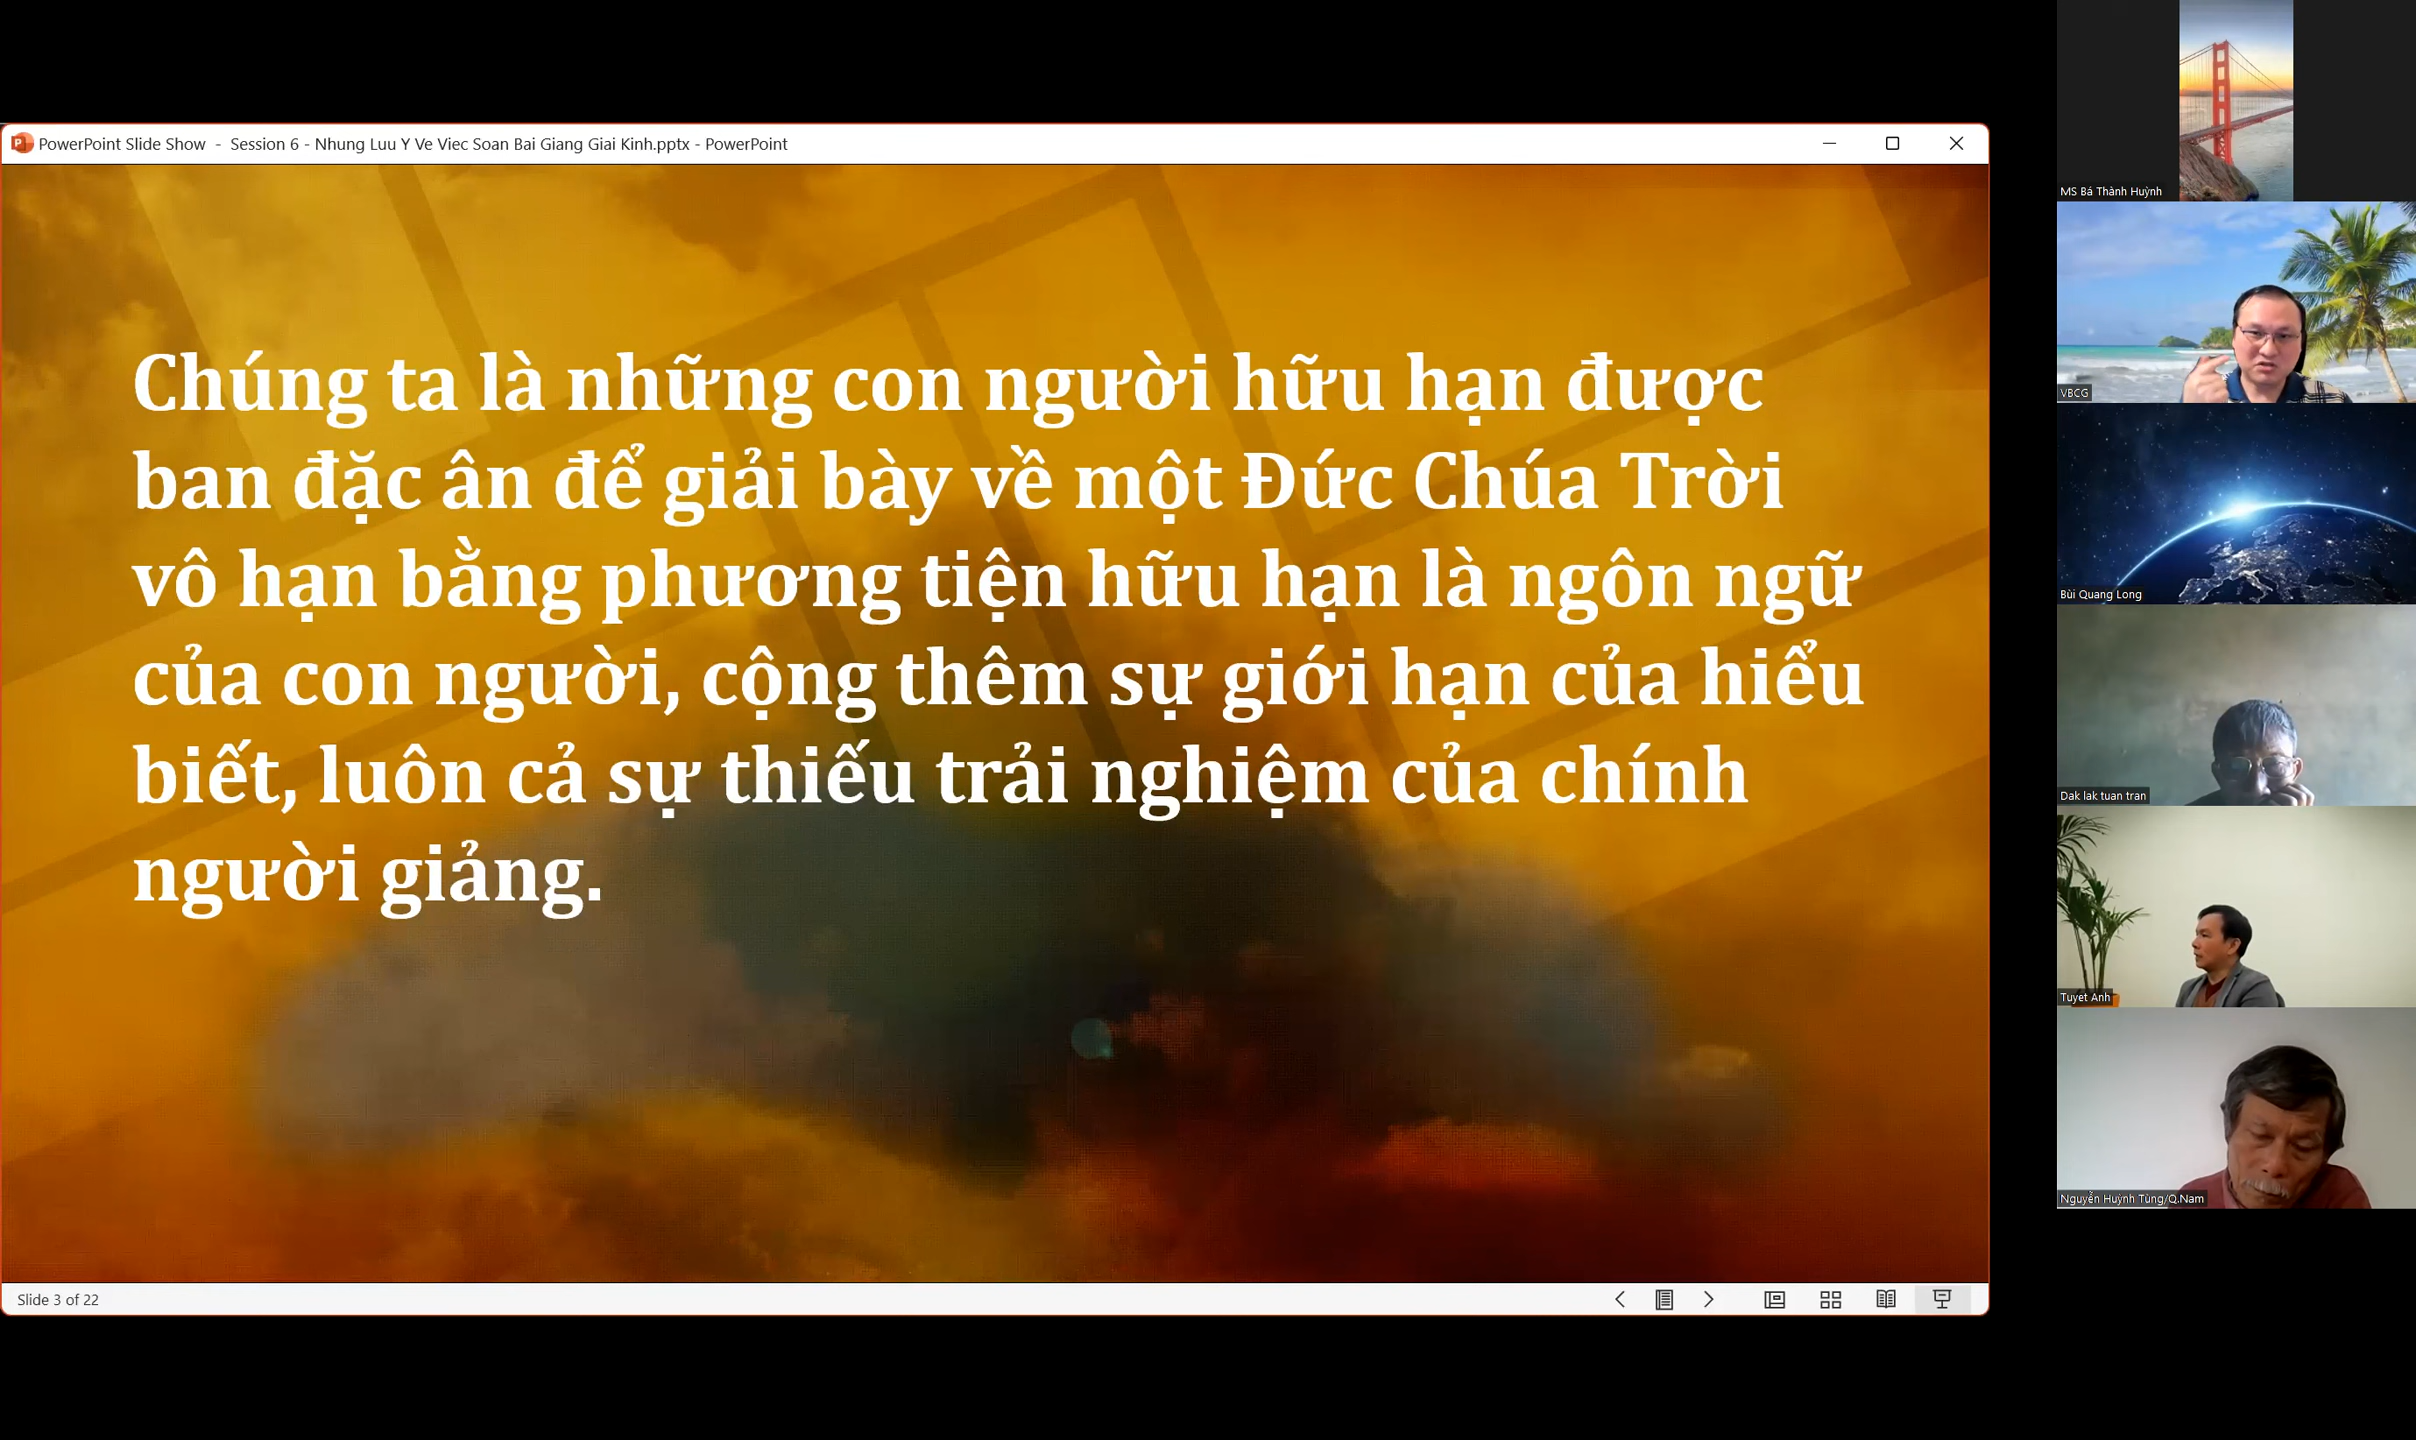 PowerPoint Slide Show - Session 6 - Nhung Luu Y Ve Viec Soan Bai Giang Giai Kinh.pptx - PowerPoint
Chúng ta là những con người hữu hạn được
ban đặc ân để giải bày về một Đức Chúa Trời
vô hạn bằng phương tiện hữu hạn là ngôn ngữ
của con người, cộng thêm sự giới hạn của hiểu
biết, luôn cả sự thiếu trải nghiệm của chính
người giảng.
Slide 3 of 22
MS Bá Thành Huỳnh
VBCG
Bùi Quang Long
Dak lak tuan tran
Tuyet Anh
Nguyễn Huỳnh Tùng/Q.Nam